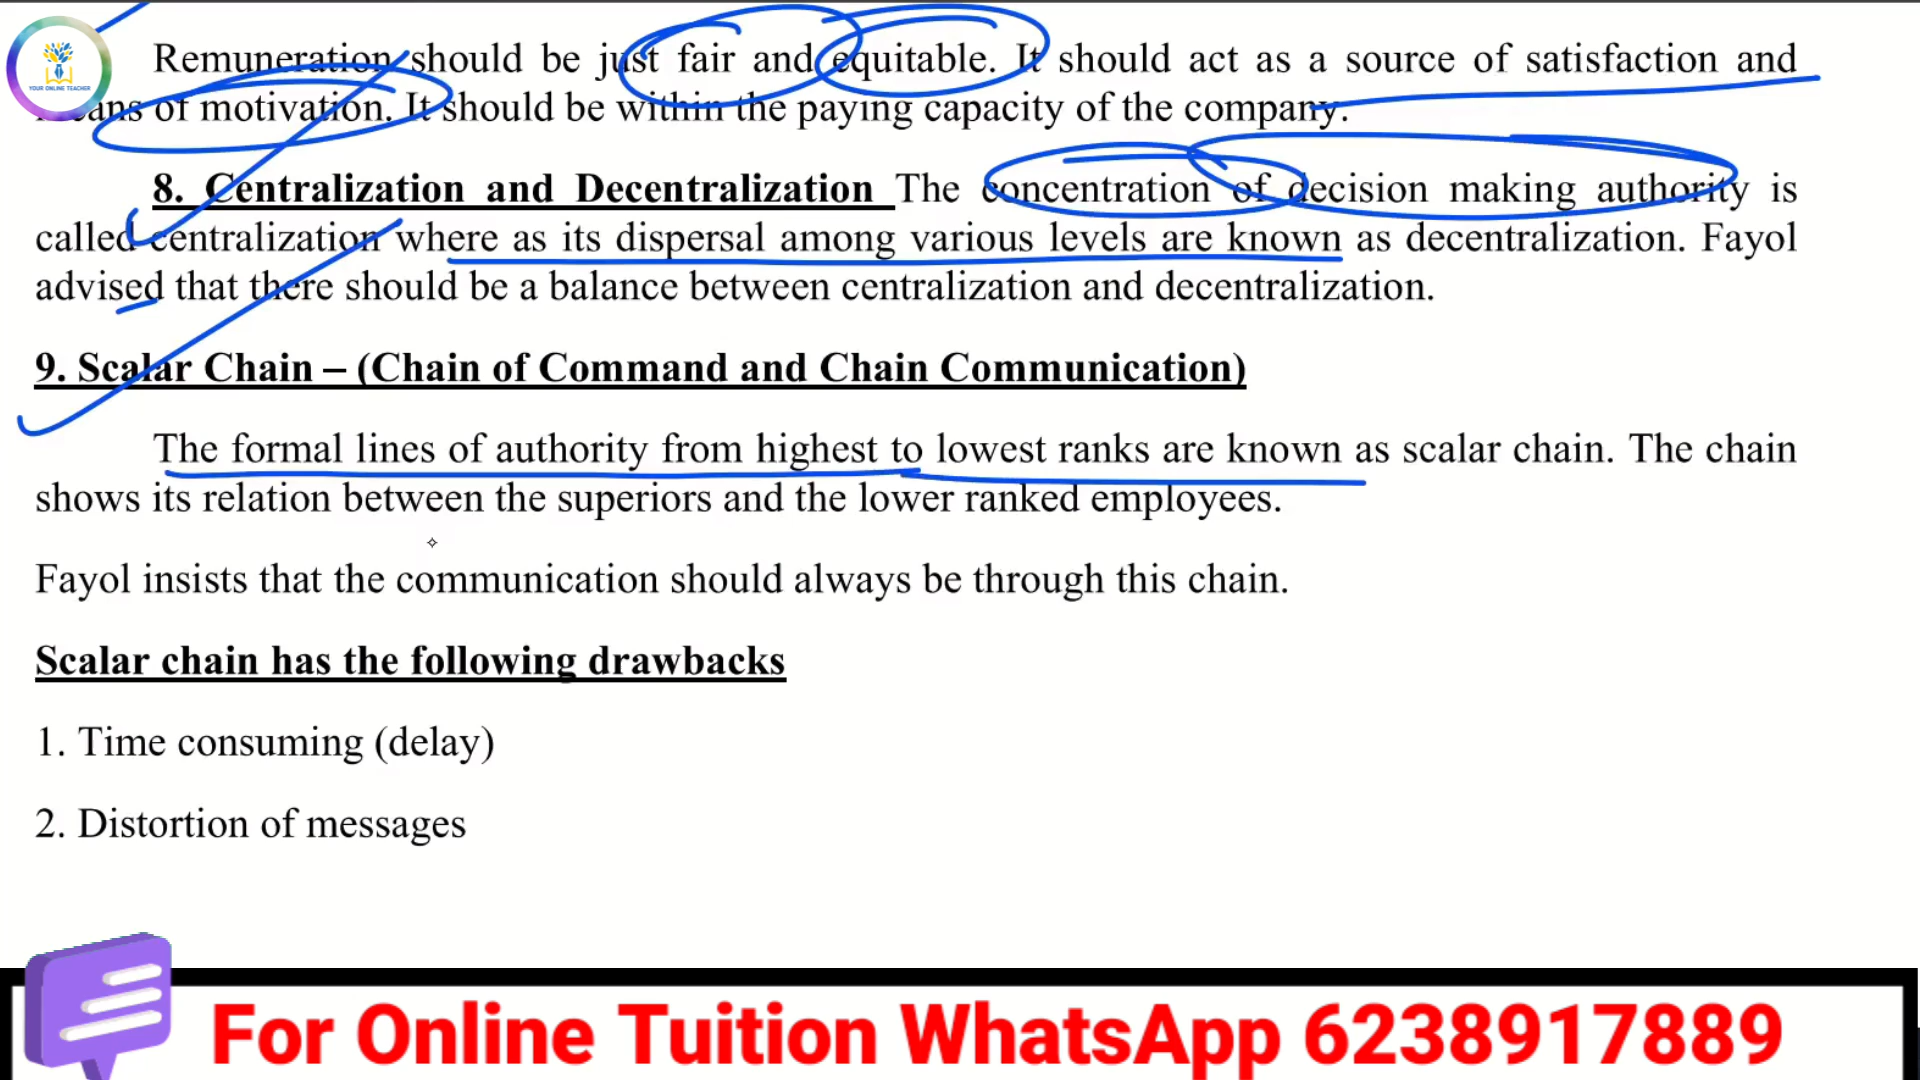 YOUR ONLINE TEACHER
Remuneration should be just fair and equitable. It should act as a source of satisfaction and
ans of motivation. It should be within the paying capacity of the company.
8. Centralization and Decentralization The concentration of decision making authority is
called centralization where as its dispersal among various levels are known as decentralization. Fayol
advised that there should be a balance between centralization and decentralization.
9. Scalar Chain – (Chain of Command and Chain Communication)
The formal lines of authority from highest to lowest ranks are known as scalar chain. The chain
shows its relation between the superiors and the lower ranked employees.
Fayol insists that the communication should always be through this chain.
Scalar chain has the following drawbacks
1. Time consuming (delay)
2. Distortion of messages
For Online Tuition WhatsApp 6238917889